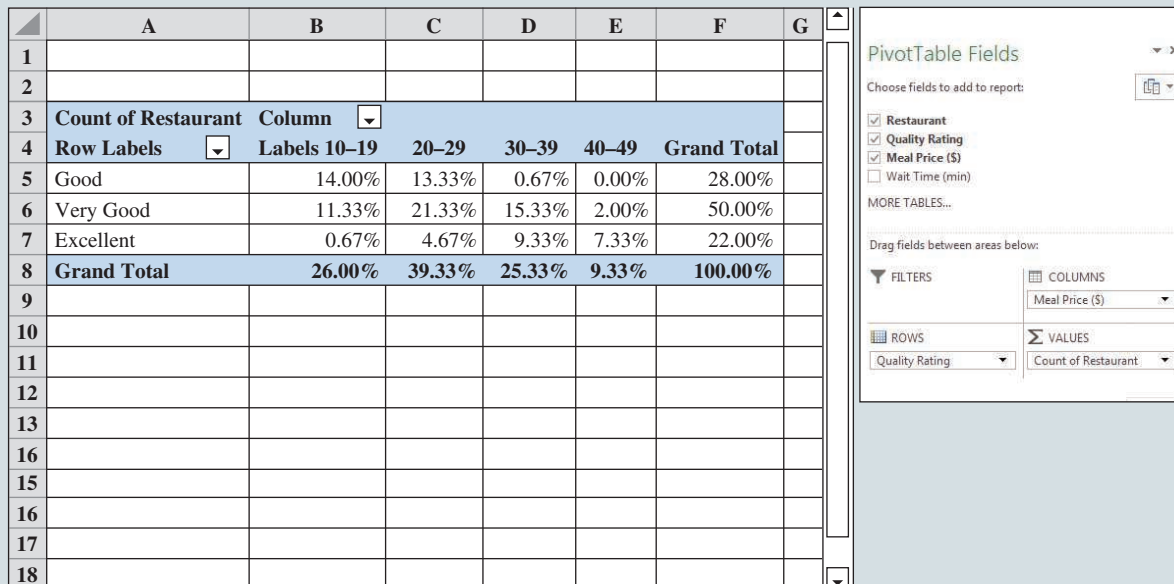 A B C D E F G
1
2
3 Count of Restaurant Column
4 Row Labels Labels 10–19 20–29 30–39 40–49 Grand Total
5 Good 14.00% 13.33% 0.67% 0.00% 28.00%
6 Very Good 11.33% 21.33% 15.33% 2.00% 50.00%
7 Excellent 0.67% 4.67% 9.33% 7.33% 22.00%
8 Grand Total 26.00% 39.33% 25.33% 9.33% 100.00%
9
10
11
12
13
16
15
16
17
18
PivotTable Fields
Choose fields to add to report:
Restaurant
Quality Rating
Meal Price ($)
Wait Time (min)
MORE TABLES...
Drag fields between areas below:
FILTERS
COLUMNS
Meal Price ($)
ROWS
Quality Rating
Σ VALUES
Count of Restaurant